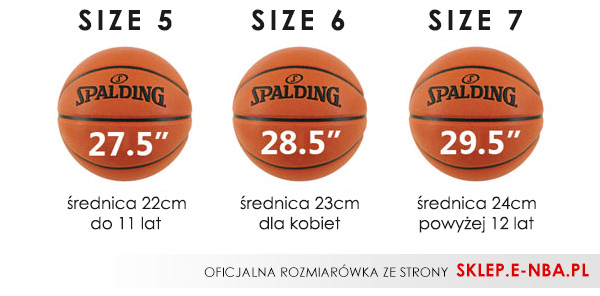 SIZE 5 SIZE 6 SIZE 7
SPALDING SPALDING SPALDING
27.5” 28.5” 29.5”
średnica 22cm średnica 23cm średnica 24cm
do 11 lat dla kobiet powyżej 12 lat
OFICJALNA ROZMIARÓWKA ZE STRONY SKLEP.E-NBA.PL